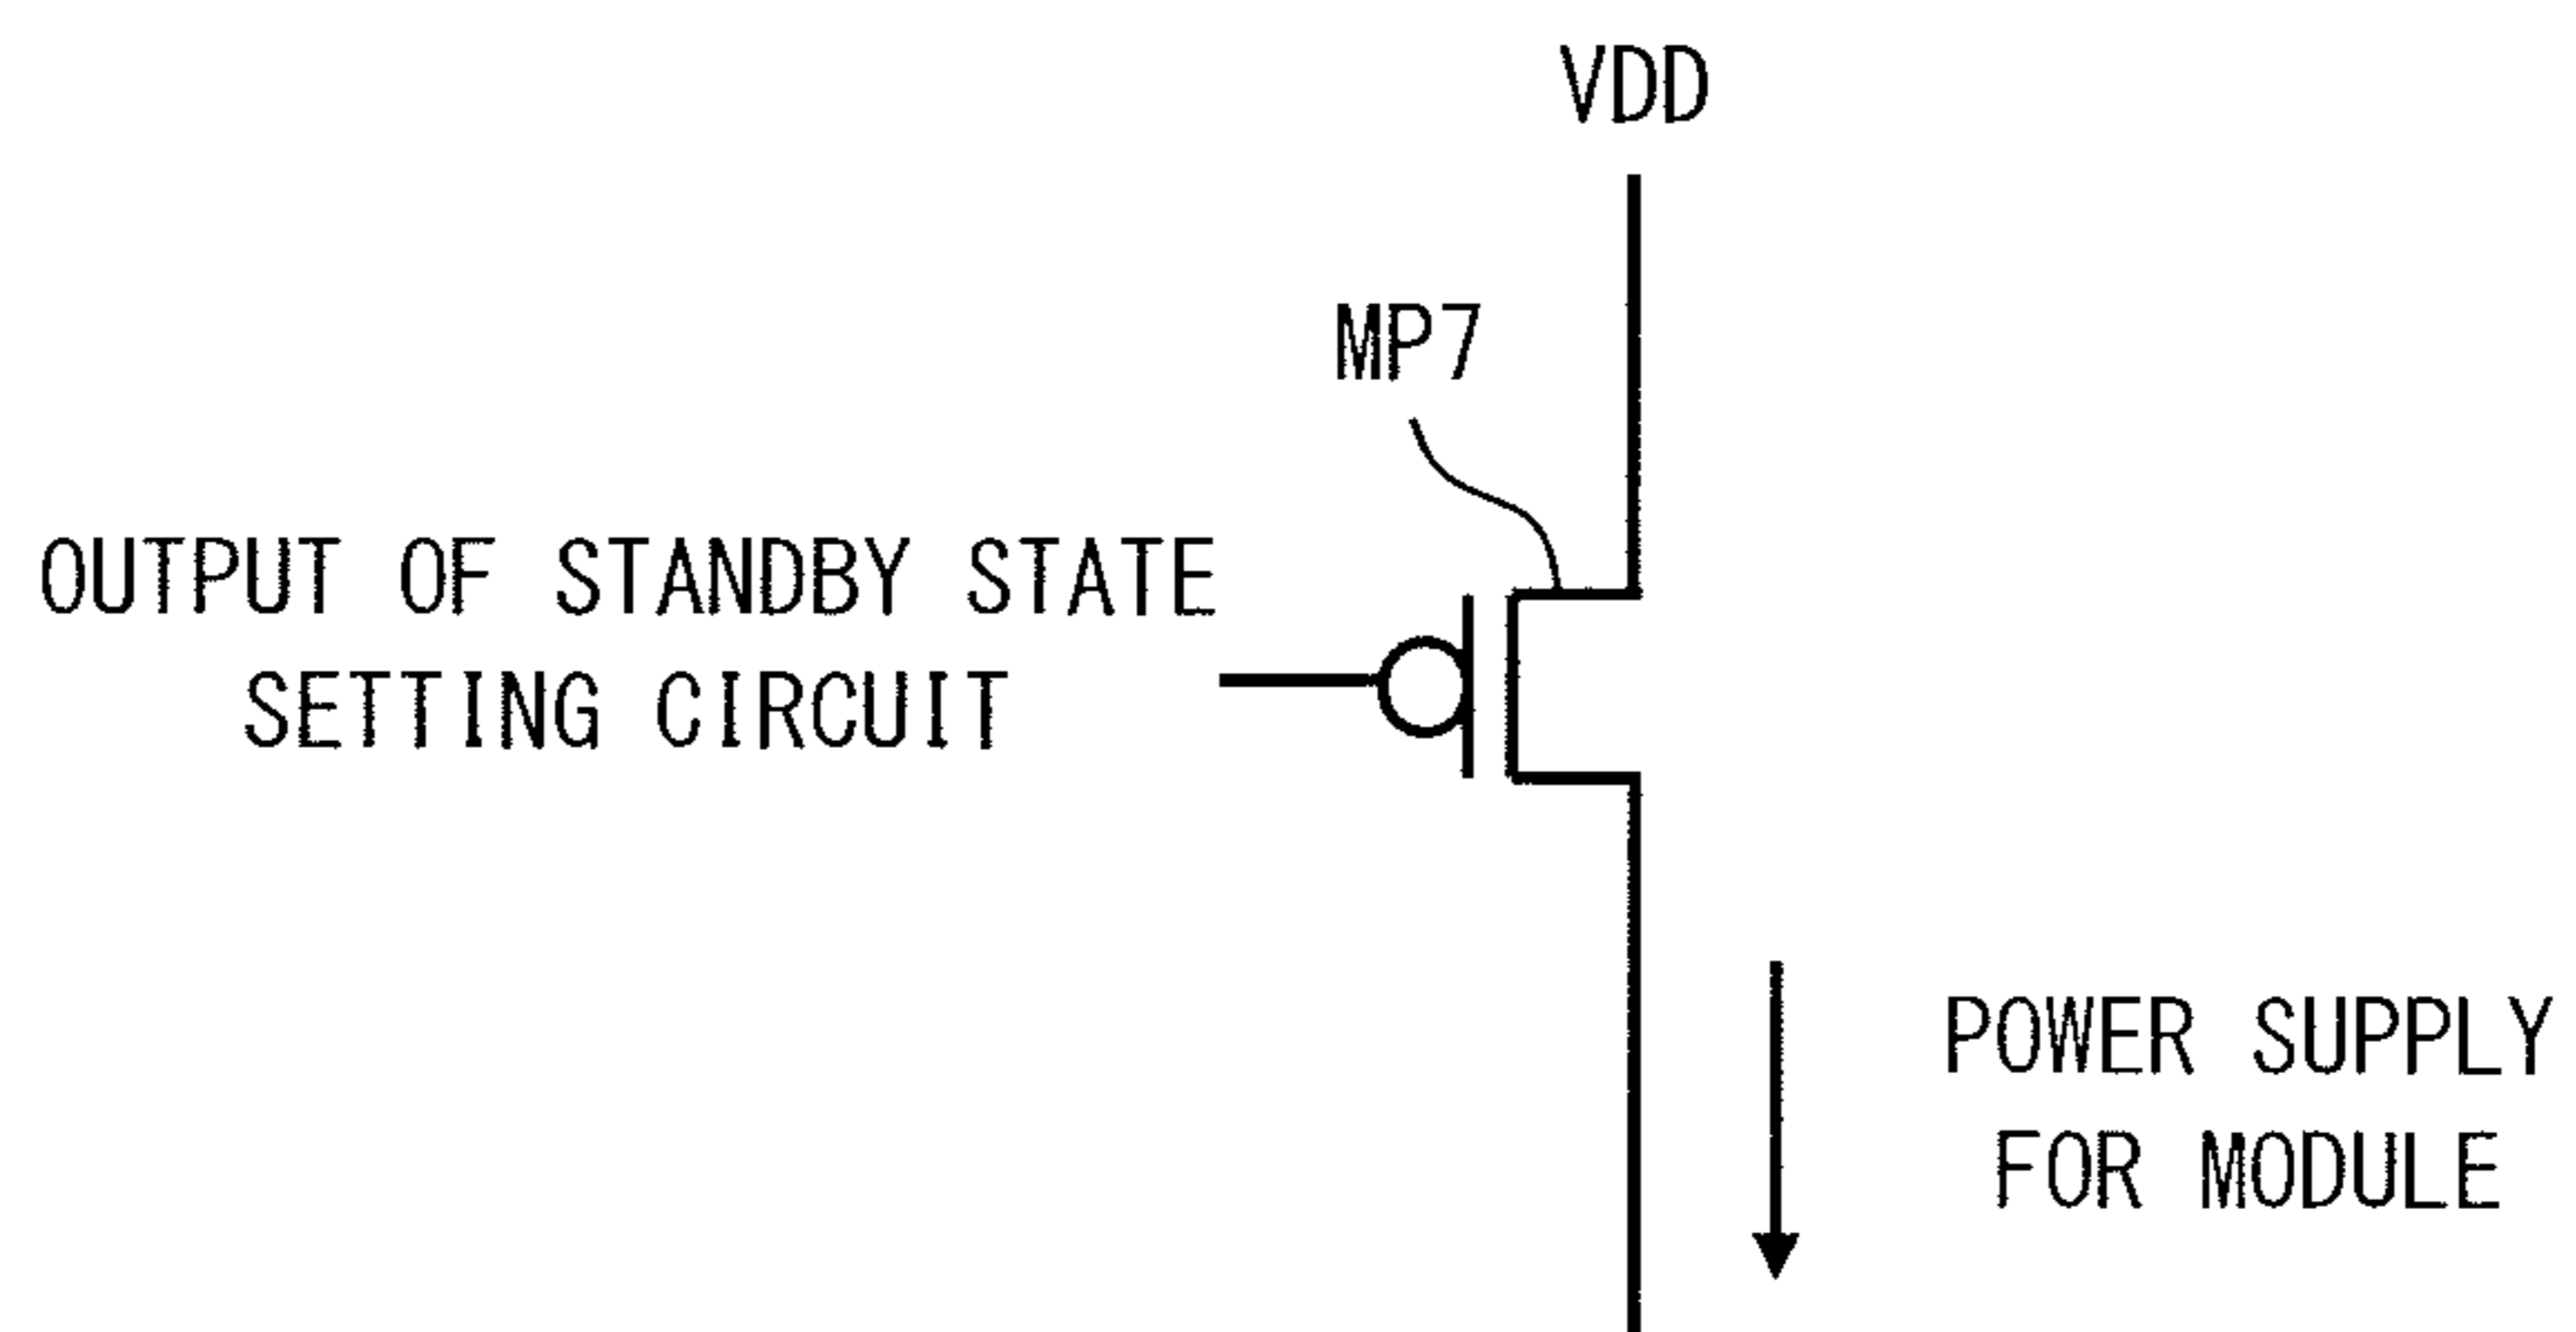 VDD
MP7
OUTPUT OF STANDBY STATE
SETTING CIRCUIT
POWER SUPPLY
FOR MODULE